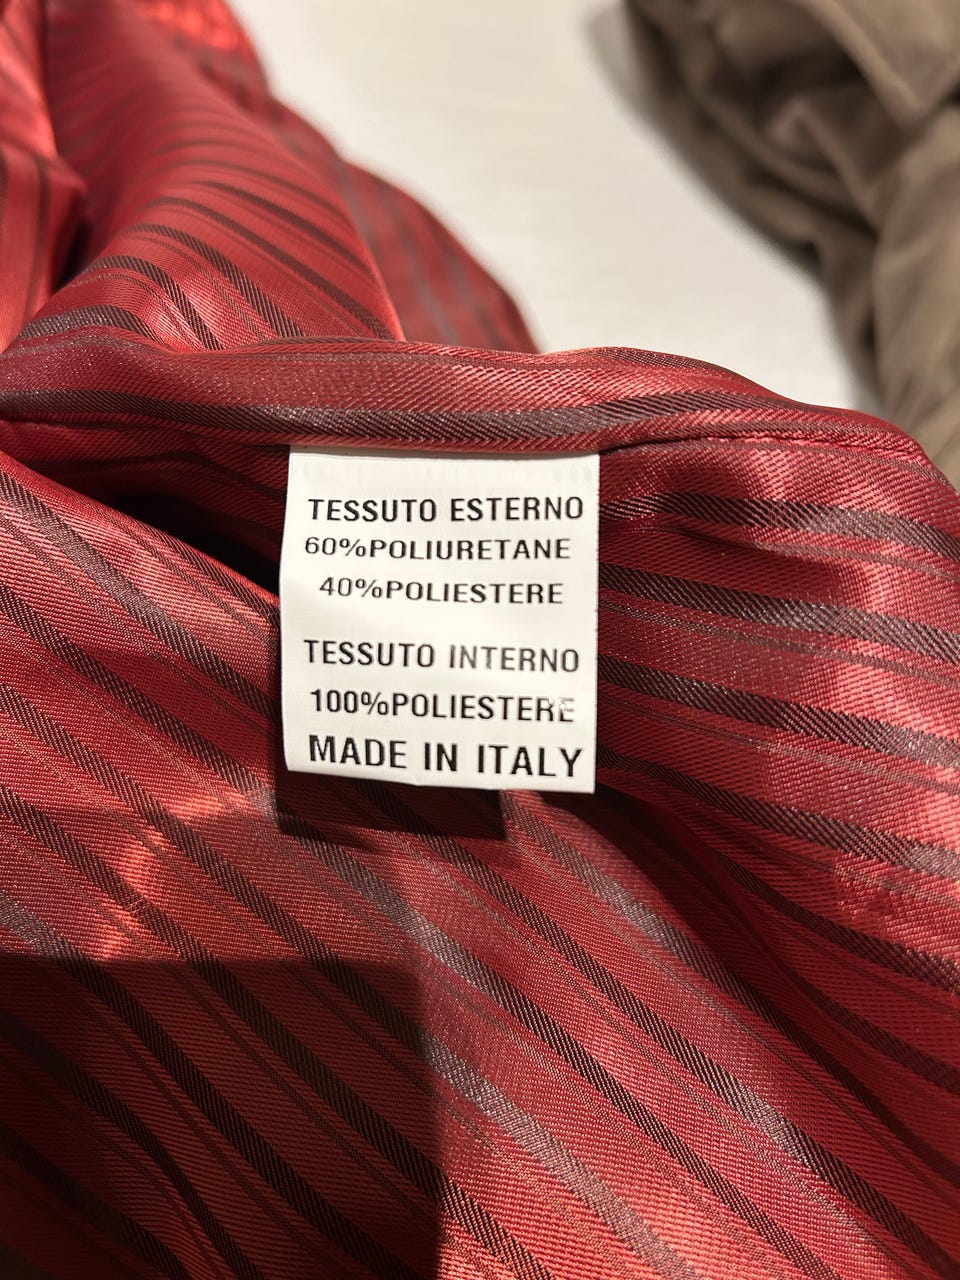 TESSUTO ESTERNO
60%POLIURETANE
40%POLIESTERE
TESSUTO INTERNO
100%POLIESTERE
MADE IN ITALY